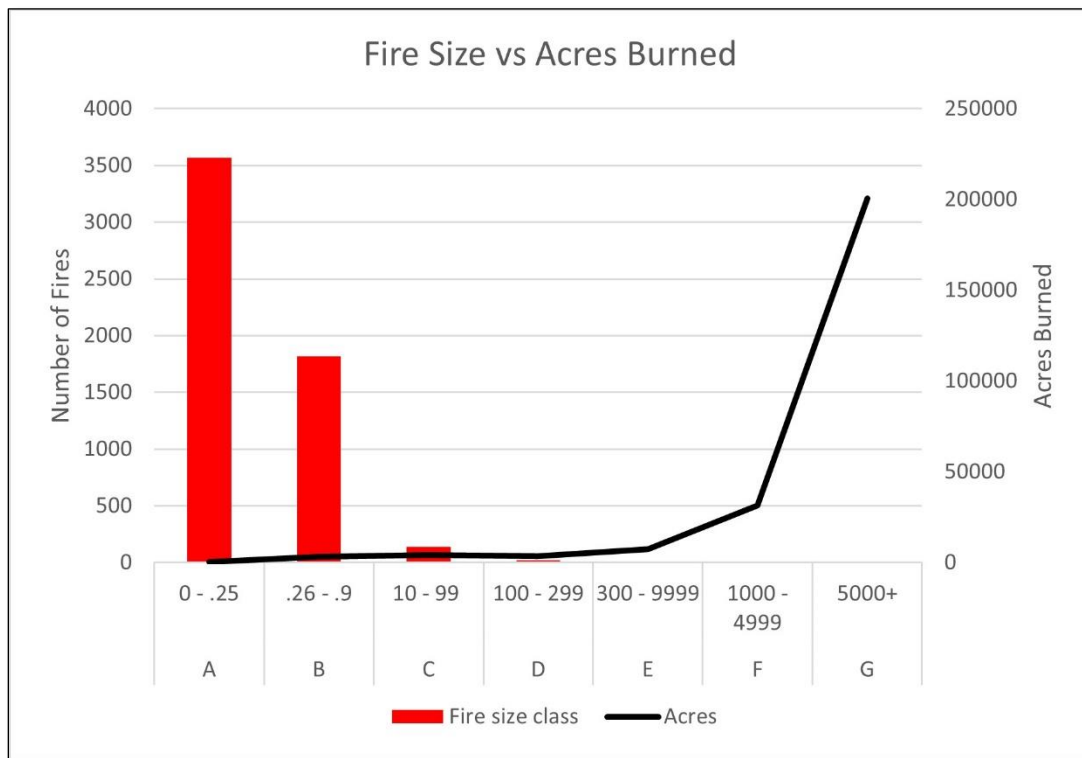 Fire Size vs Acres Burned
Number of Fires
4000
3500
3000
2500
2000
1500
1000
500
0
250000
200000
150000
100000
50000
0
Acres Burned
0 - .25 .26 - .9 10 - 99 100 - 299 300 - 9999 1000 - 5000+
4999
A B C D E F G
Fire size class Acres